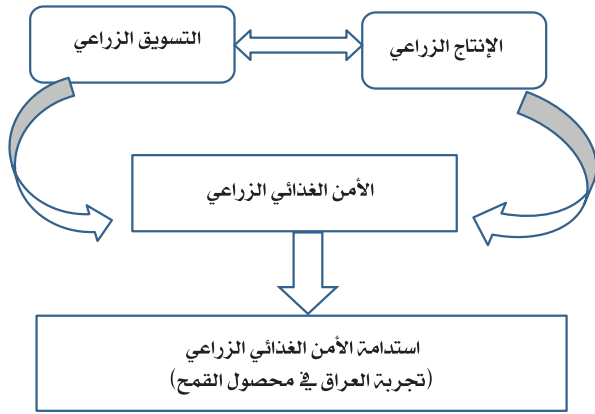 الإنتاج الزراعي
التسويق الزراعي
الأمن الغذائي الزراعي
استدامة الأمن الغذائي الزراعي
(تجربة العراق في محصول القمح)